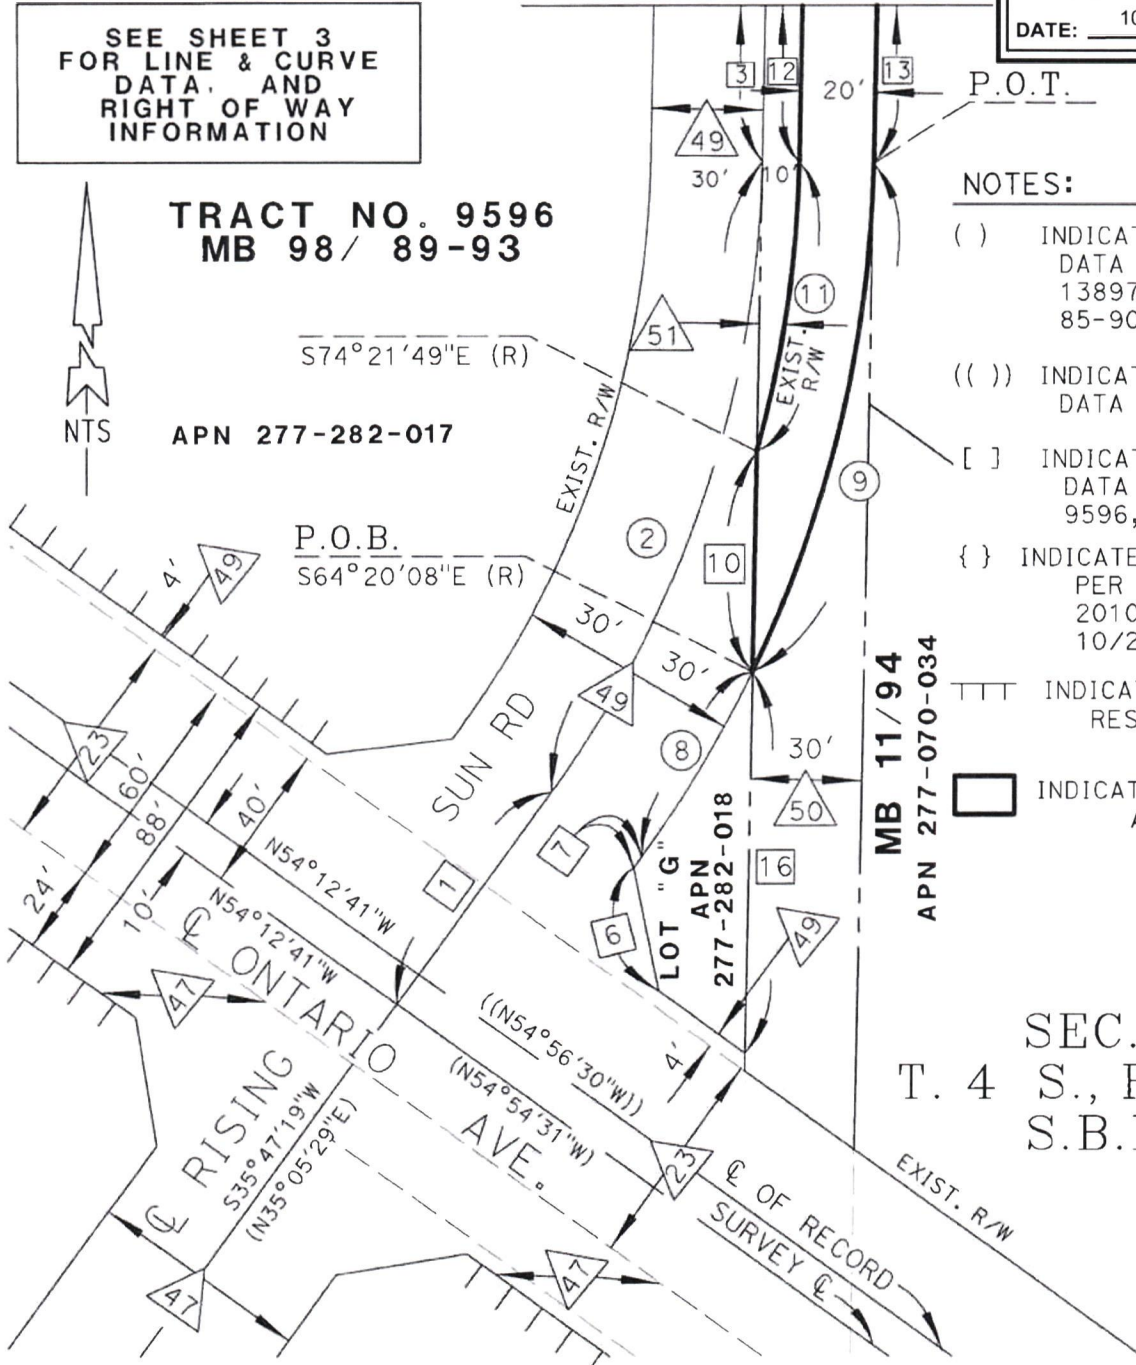 SEE SHEET 3
FOR LINE & CURVE
DATA, AND
RIGHT OF WAY
INFORMATION
DATE: 10
TRACT NO. 9596
MB 98/ 89-93
NTS
APN 277-282-017
S74°21'49"E (R)
P.O.B.
S64°20'08"E (R)
3
12
13
20'
P.O.T.
49
30'
10'
11
51
EXIST.
R/W
EXIST. R/W
2
10
9
30'
30'
49
8
SUN RD
7
1
6
LOT "G"
APN
277-282-018
16
30'
50
49
MB 11/94
APN 277-070-034
NOTES:
( ) INDICAT
DATA
13897
85-90
(( )) INDICAT
DATA
[ ] INDICAT
DATA
9596,
{ } INDICATE
PER
2010
10/2
INDICAT
RES
INDICAT
A
4'
49
23
60'
88'
40'
24'
10'
N54°12'41"W
N54°12'41"W
℄ ONTARIO
AVE.
47
((N54°56'30"W))
(N54°54'31"W)
4'
℄ RISING
S35°47'19"W
(N35°05'29"E)
47
47
23
℄ OF RECORD
SURVEY ℄
EXIST. R/W
SEC.
T. 4 S.,
S.B.